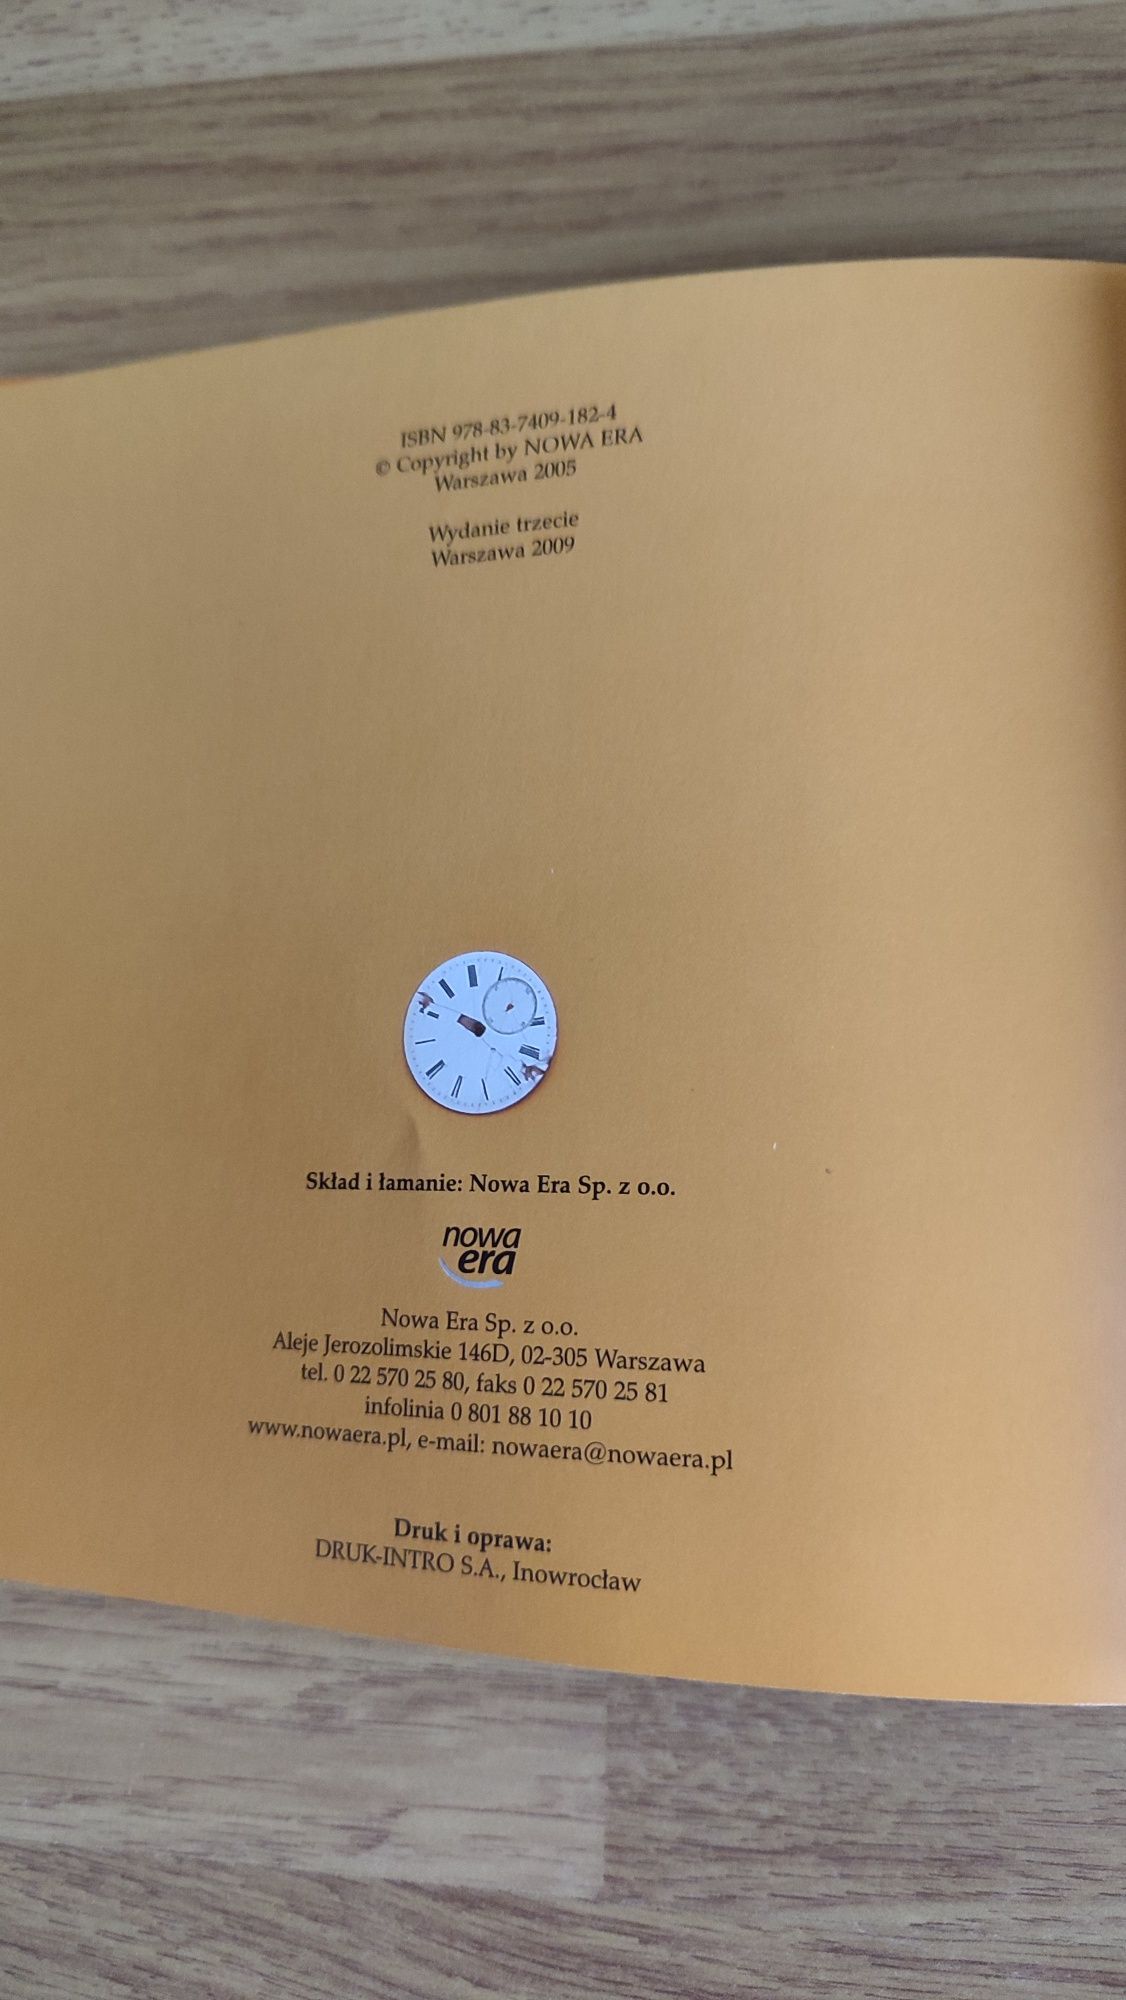 ISBN 978-83-7409-182-4
© Copyright by NOWA ERA
Warszawa 2005
Wydanie trzecie
Warszawa 2009
Skład i łamanie: Nowa Era Sp. z o.o.
nowa
era
Nowa Era Sp. z o.o.
Aleje Jerozolimskie 146D, 02-305 Warszawa
tel. 0 22 570 25 80, faks 0 22 570 25 81
infolinia 0 801 88 10 10
www.nowaera.pl, e-mail: nowaera@nowaera.pl
Druk i oprawa:
DRUK-INTRO S.A., Inowrocław